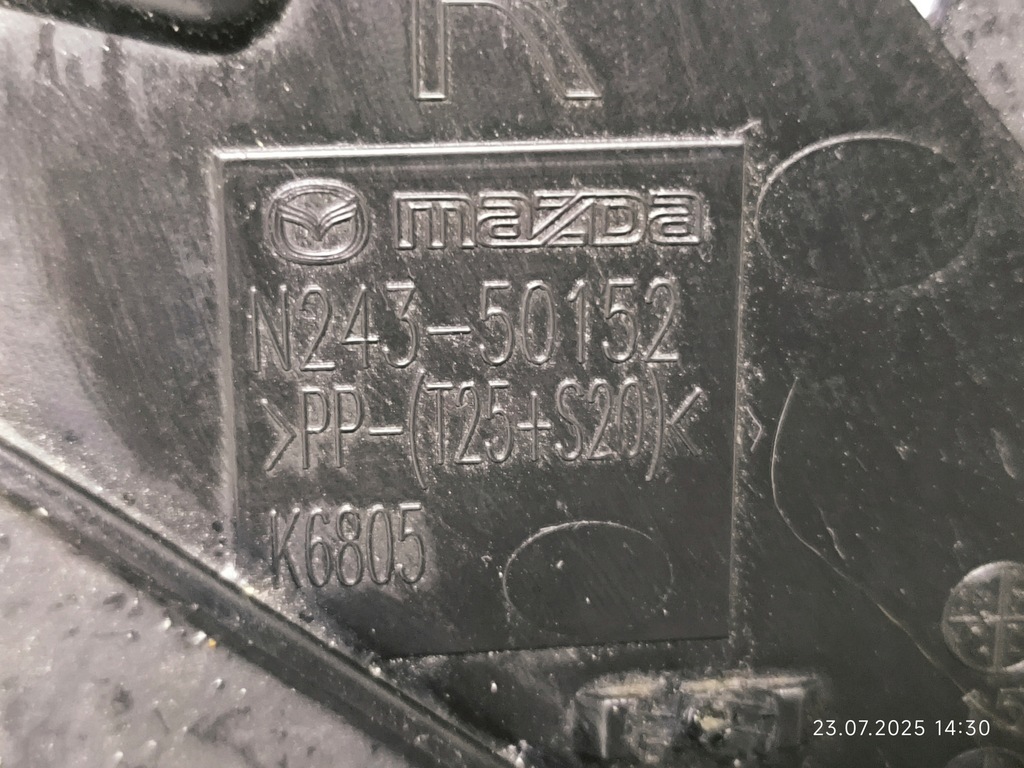 R
mazda
N243-50152
>PP-(T25+S20)<
K6805
23.07.2025 14:30